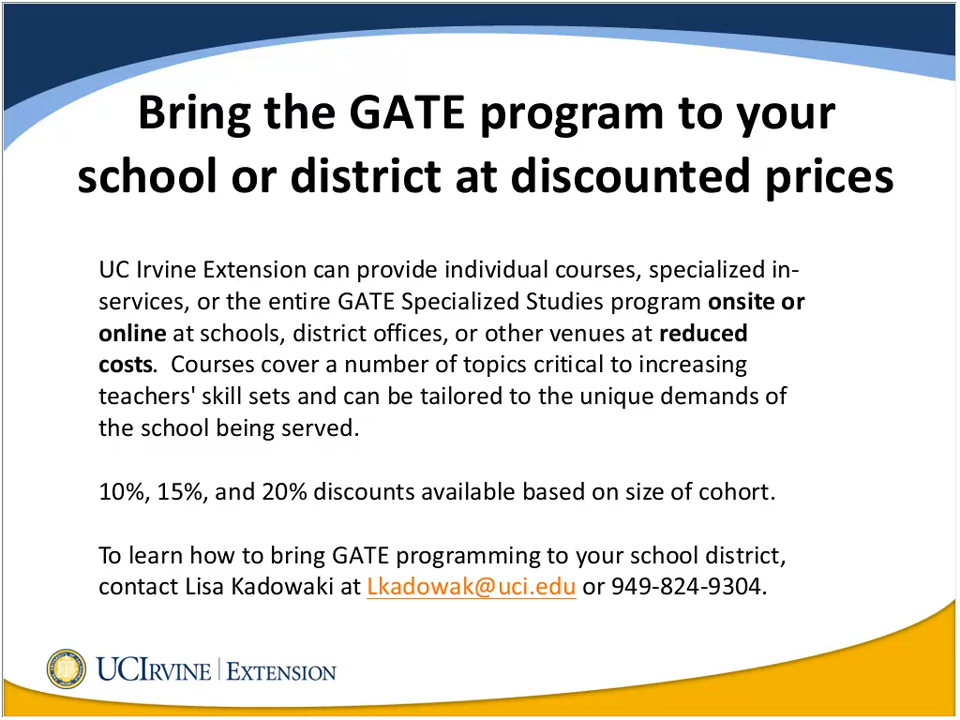 Bring the GATE program to your
school or district at discounted prices
UC Irvine Extension can provide individual courses, specialized in-
services, or the entire GATE Specialized Studies program onsite or
online at schools, district offices, or other venues at reduced
costs.  Courses cover a number of topics critical to increasing
teachers' skill sets and can be tailored to the unique demands of
the school being served.
10%, 15%, and 20% discounts available based on size of cohort.
To learn how to bring GATE programming to your school district,
contact Lisa Kadowaki at Lkadowak@uci.edu or 949-824-9304.
UCIRVINE | EXTENSION